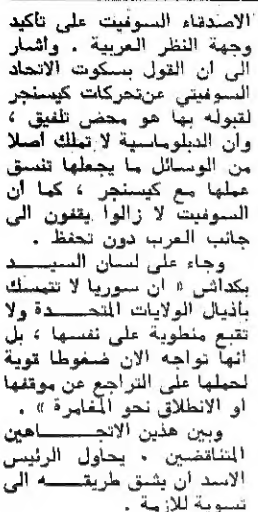 الاصدقاء السوفيت على تأكيد
وجهة النظر العربية . وأشار
الى ان القول بسكوت الاتحاد
السوفيتي عن تحركات كيسنجر
لقبوله بها هو محض تلفيق ،
وان الدبلوماسية لا تملك اصلا
من الوسائل ما يجعلها تنسق
عملها مع كيسنجر ، كما ان
السوفيت لا زالوا يقفون الى
جانب العرب دون تحفظ .
وجاء على لسان السيد
بكداش « ان سوريا لا تتمسك
بأذيال الولايات المتحدة ولا
تقبع منطوية على نفسها ، بل
انها تواجه الان ضغوطا قوية
لحملها على التراجع عن موقفها
او الانطلاق نحو المغامرة » .
وبين هذين الاتجاهين
المتناقضين . يحاول الرئيس
الاسد أن يشق طريقه الى
تسوية للازمة .